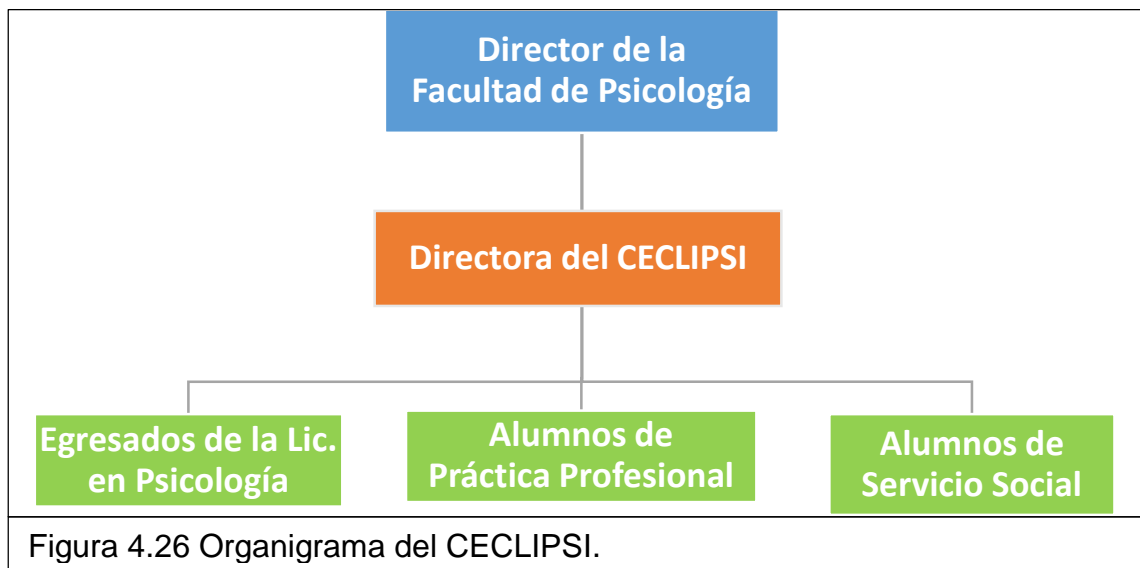 Director de la
Facultad de Psicología
Directora del CECLIPSI
Egresados de la Lic.
en Psicología
Alumnos de
Práctica Profesional
Alumnos de
Servicio Social
Figura 4.26 Organigrama del CECLIPSI.